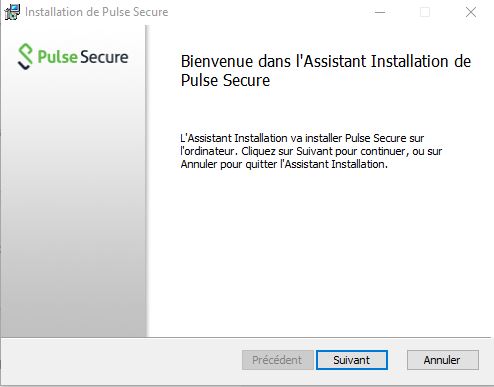 Installation de Pulse Secure
Pulse Secure
Bienvenue dans l'Assistant Installation de
Pulse Secure
L'Assistant Installation va installer Pulse Secure sur
l'ordinateur. Cliquez sur Suivant pour continuer, ou sur
Annuler pour quitter l'Assistant Installation.
Précédent Suivant Annuler